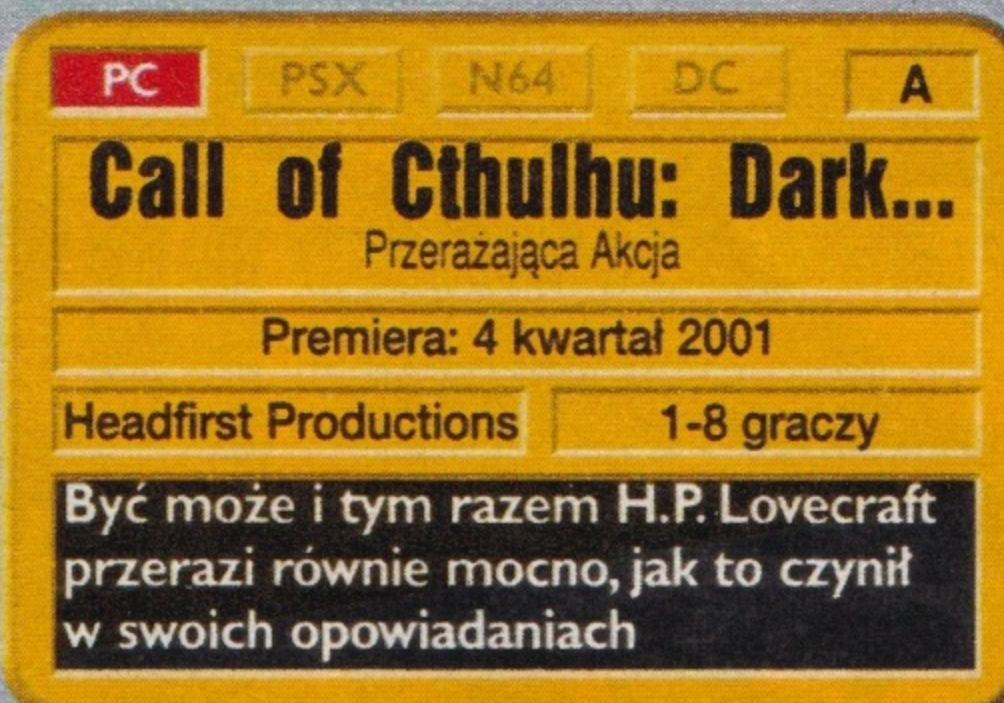 PC PSX N64 DC A
Call of Cthulhu: Dark...
Przerażająca Akcja
Premiera: 4 kwartał 2001
Headfirst Productions 1-8 graczy
Być może i tym razem H.P. Lovecraft
przerazi równie mocno, jak to czynił
w swoich opowiadaniach